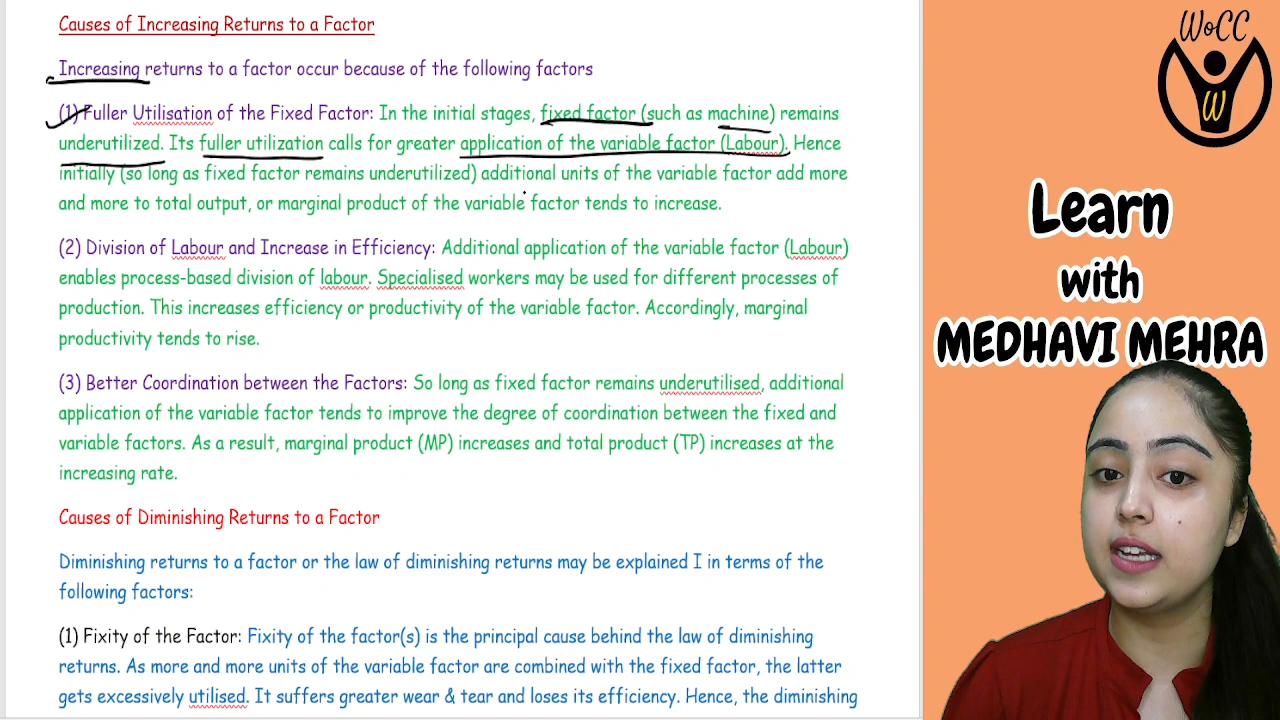 Causes of Increasing Returns to a Factor
Increasing returns to a factor occur because of the following factors
(1) Fuller Utilisation of the Fixed Factor: In the initial stages, fixed factor (such as machine) remains
underutilized. Its fuller utilization calls for greater application of the variable factor (Labour). Hence
initially (so long as fixed factor remains underutilized) additional units of the variable factor add more
and more to total output, or marginal product of the variable factor tends to increase.
(2) Division of Labour and Increase in Efficiency: Additional application of the variable factor (Labour)
enables process-based division of labour. Specialised workers may be used for different processes of
production. This increases efficiency or productivity of the variable factor. Accordingly, marginal
productivity tends to rise.
(3) Better Coordination between the Factors: So long as fixed factor remains underutilised, additional
application of the variable factor tends to improve the degree of coordination between the fixed and
variable factors. As a result, marginal product (MP) increases and total product (TP) increases at the
increasing rate.
Causes of Diminishing Returns to a Factor
Diminishing returns to a factor or the law of diminishing returns may be explained I in terms of the
following factors:
(1) Fixity of the Factor: Fixity of the factor(s) is the principal cause behind the law of diminishing
returns. As more and more units of the variable factor are combined with the fixed factor, the latter
gets excessively utilised. It suffers greater wear & tear and loses its efficiency. Hence, the diminishing
WoCC
W
Learn
with
MEDHAVI MEHRA